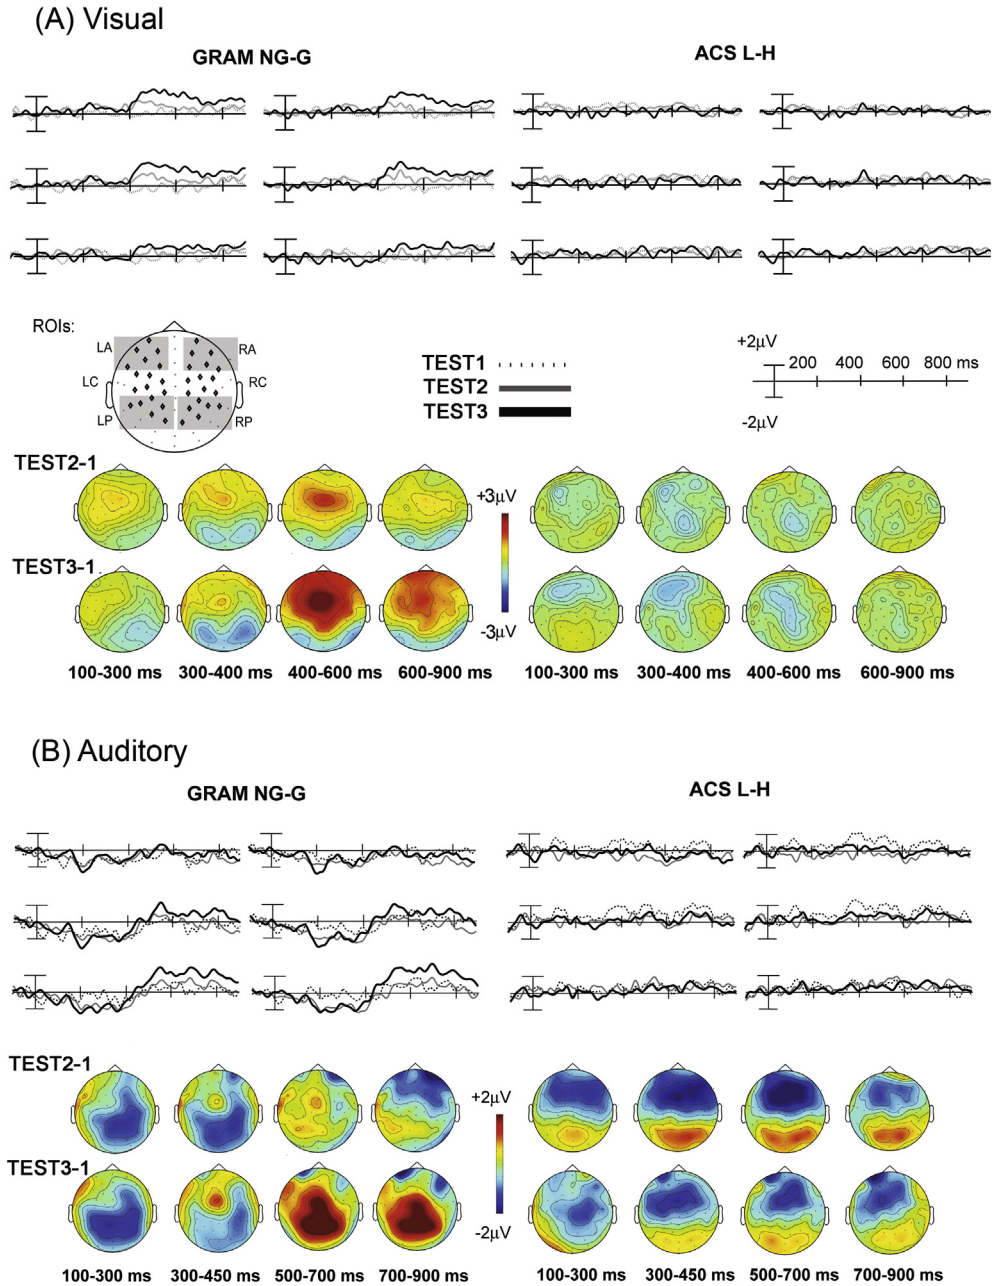 (A) Visual
GRAM NG-G
ACS L-H
ROIs:
LA
RA
LC
RC
LP
RP
TEST1
TEST2
TEST3
+2μV
200 400 600 800 ms
-2μV
TEST2-1
+3μV
TEST3-1
-3μV
100-300 ms 300-400 ms 400-600 ms 600-900 ms 100-300 ms 300-400 ms 400-600 ms 600-900 ms
(B) Auditory
GRAM NG-G
ACS L-H
TEST2-1
+2μV
TEST3-1
-2μV
100-300 ms 300-450 ms 500-700 ms 700-900 ms 100-300 ms 300-450 ms 500-700 ms 700-900 ms